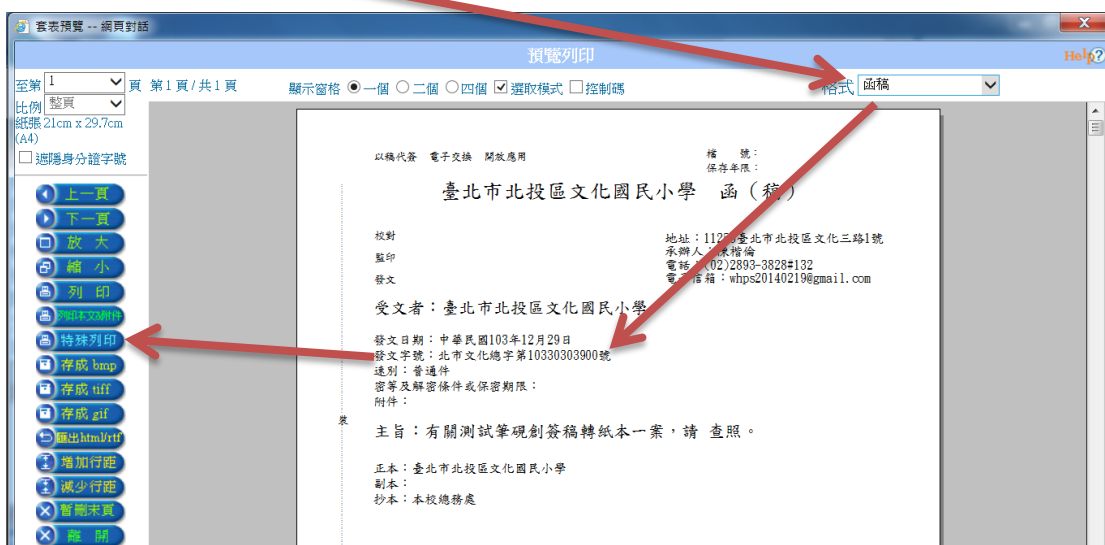 套表預覽 -- 網頁對話
預覽列印
Help?
至第 1 頁 第1頁/共1頁
顯示窗格 一個 二個 四個 選取模式 控制碼
格式 函稿
比例 整頁
紙張 21cm x 29.7cm
(A4)
遮隱身分證字號
上一頁
下一頁
放 大
縮 小
列 印
列印本文&附件
特殊列印
存成 bmp
存成 tiff
存成 gif
匯出html/rtf
增加行距
減少行距
暫刪末頁
離 開
以稿代簽 電子交換 開放應用
檔 號:
保存年限:
臺北市北投區文化國民小學 函(稿)
校對
監印
發文
地址:112 臺北市北投區文化三路1號
承辦人: 楷倫
電話: (02)2893-3828#132
電子信箱:whps20140219@gmail.com
受文者:臺北市北投區文化國民小學
發文日期:中華民國103年12月29日
發文字號:北市文化總字第10330303900號
速別:普通件
密等及解密條件或保密期限:
附件:
裝
主旨:有關測試筆硯創簽稿轉紙本一案,請 查照。
正本:臺北市北投區文化國民小學
副本:
抄本:本校總務處